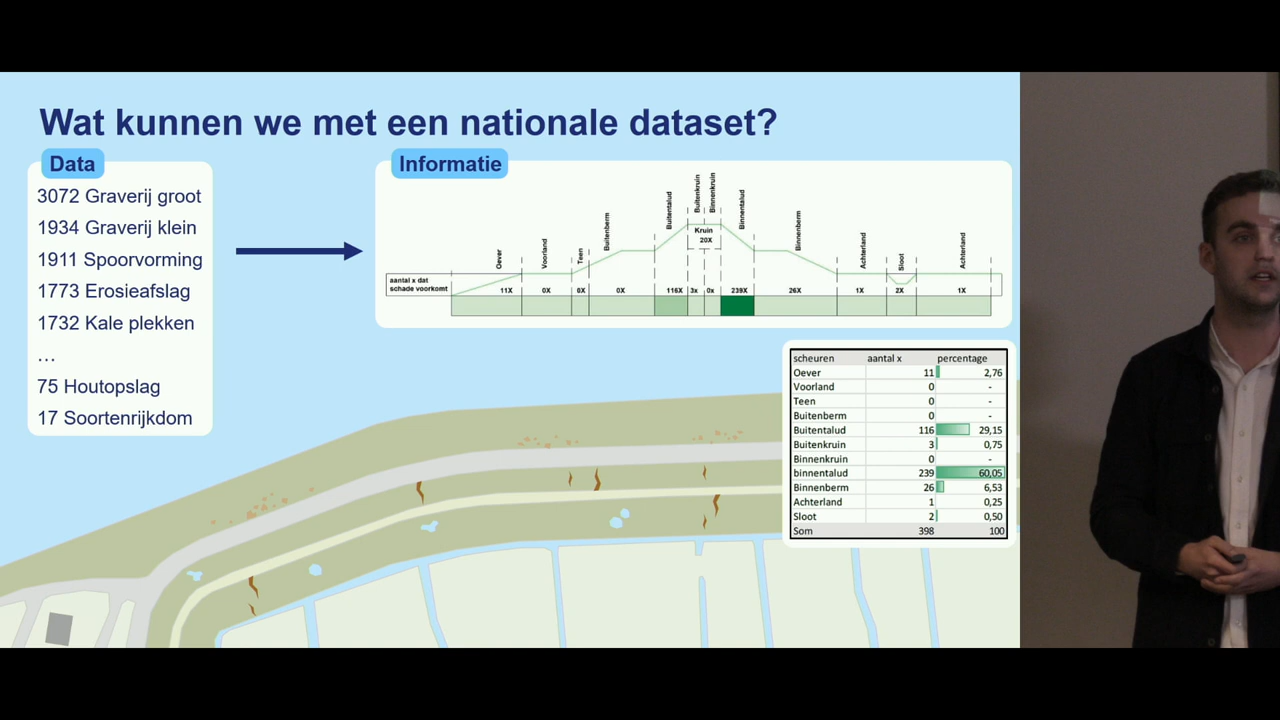 Wat kunnen we met een nationale dataset?
Data
3072 Graverij groot
1934 Graverij klein
1911 Spoorvorming
1773 Erosieafslag
1732 Kale plekken
...
75 Houtopslag
17 Soortenrijkdom
Informatie
Oever
Voorland
Teen
Buitenberm
Buitentalud
Buitenkruin
Binnenkruin
Binnentalud
Binnenberm
Achterland
Sloot
Achterland
Kruin
20X
aantal x dat
schade voorkomt
11X 0X 0X 0X 116X 3x 0x 239X 26X 1X 2X 1X
scheuren aantal x percentage
Oever 11 2,76
Voorland 0 -
Teen 0 -
Buitenberm 0 -
Buitentalud 116 29,15
Buitenkruin 3 0,75
Binnenkruin 0 -
binnentalud 239 60,05
Binnenberm 26 6,53
Achterland 1 0,25
Sloot 2 0,50
Som 398 100